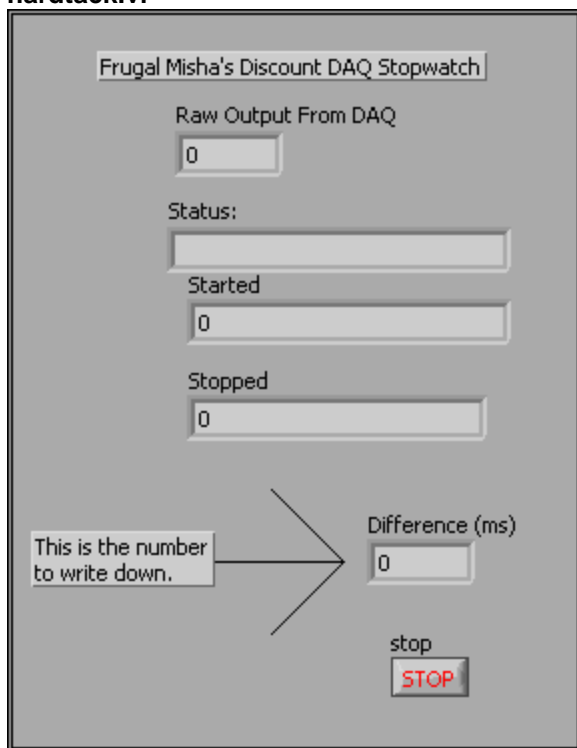 Frugal Misha's Discount DAQ Stopwatch
Raw Output From DAQ
0
Status:
Started
0
Stopped
0
This is the number
to write down.
Difference (ms)
0
stop
STOP